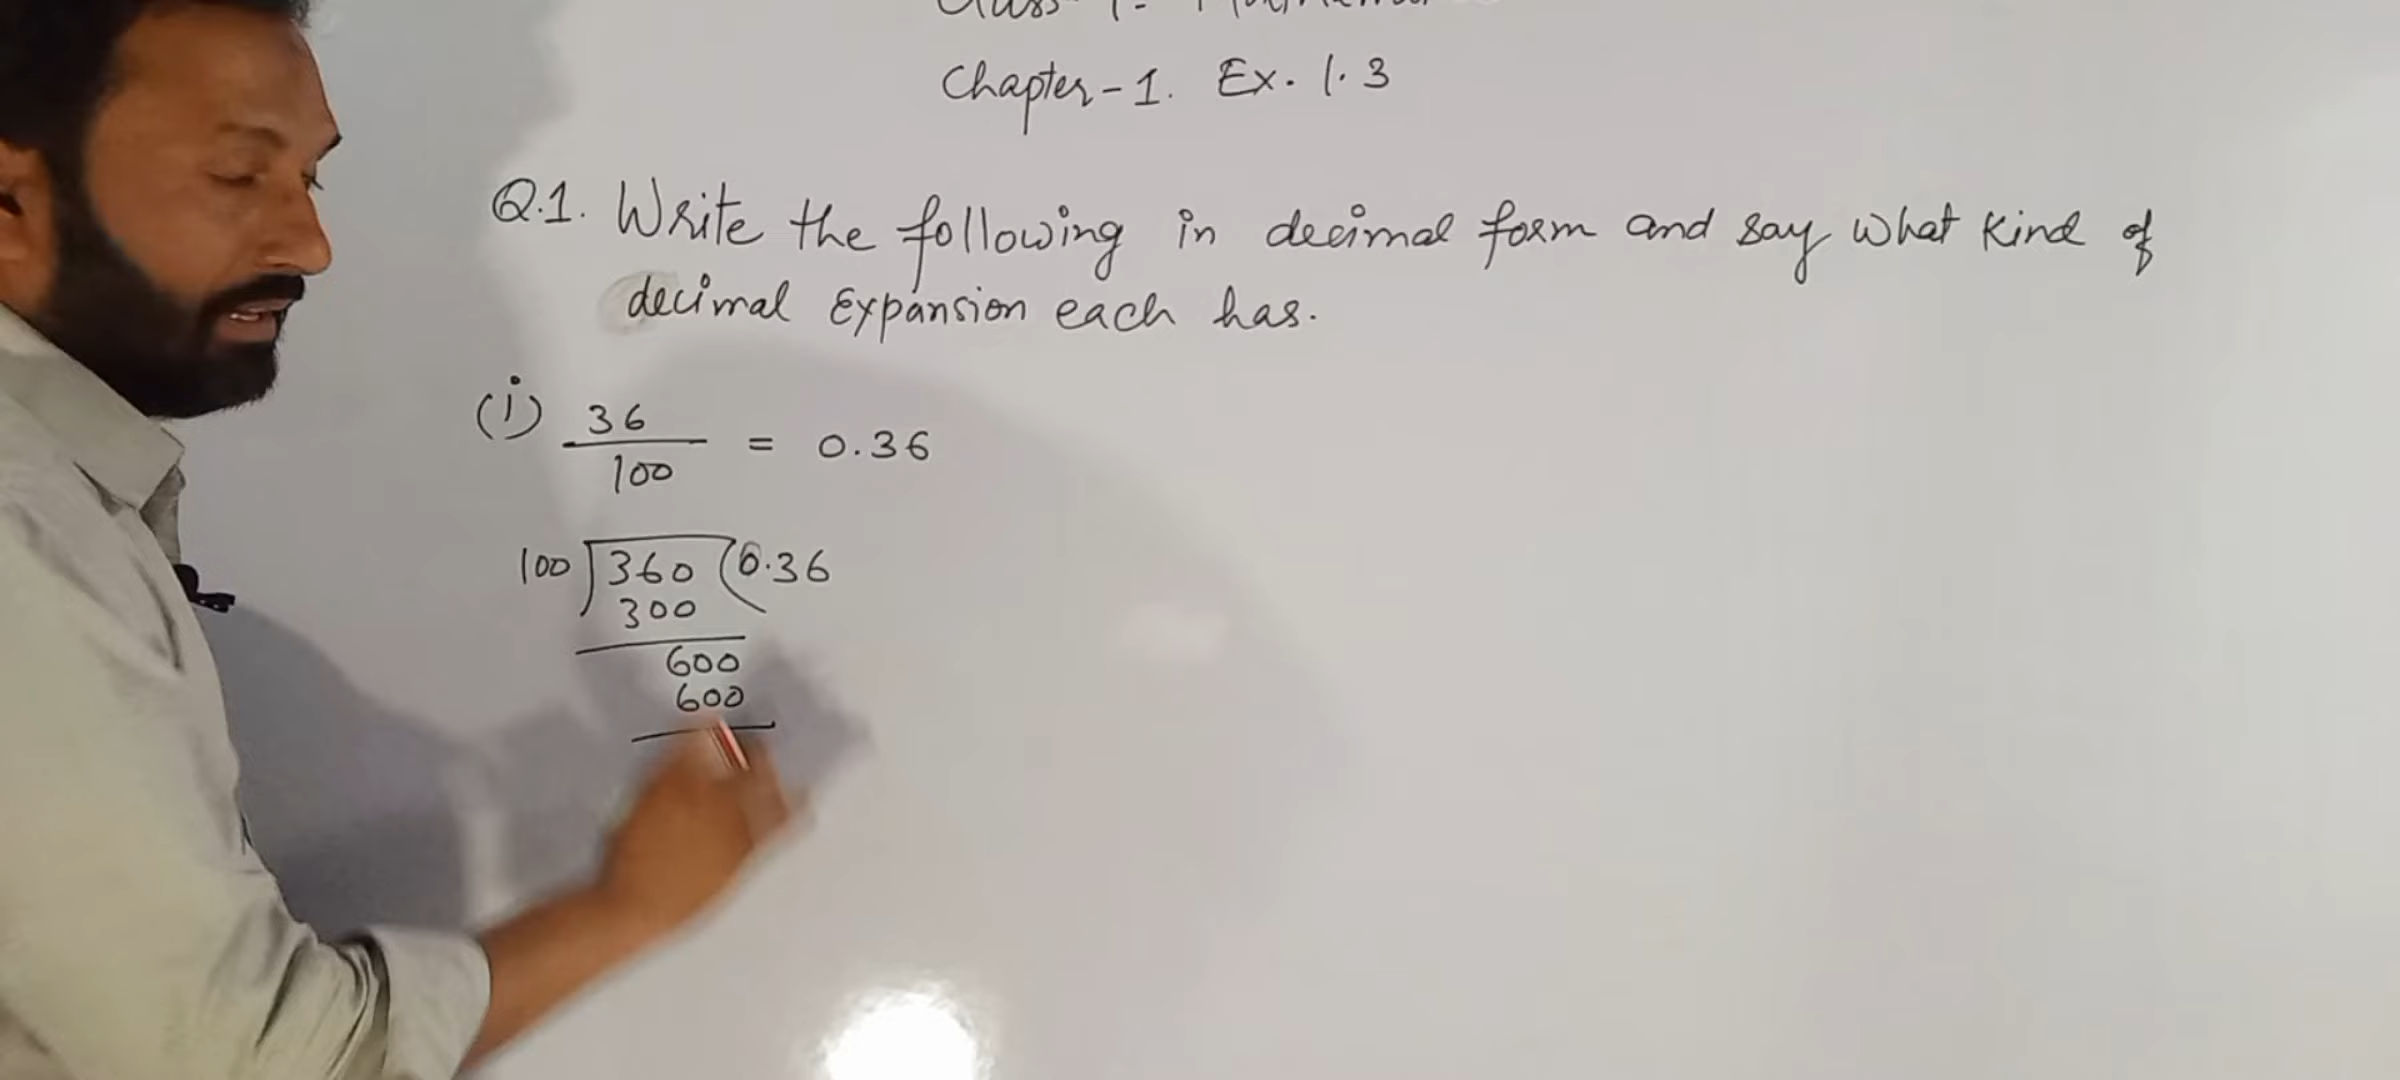 Chapter-1. Ex. 1.3
Q.1. Write the following in decimal form and say what kind of
decimal Expansion each has.
(i) 36
= 0.36
100
100 360 0.36
300
600
600